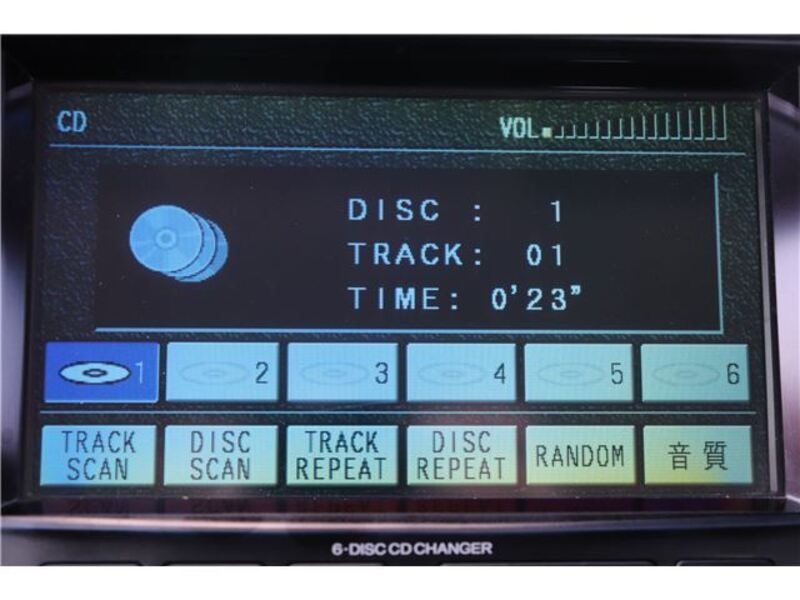 CD
VOL
DISC : 1
TRACK: 01
TIME: 0'23"
1 2 3 4 5 6
TRACK SCAN
DISC SCAN
TRACK REPEAT
DISC REPEAT
RANDOM
音質
6·DISC CD CHANGER